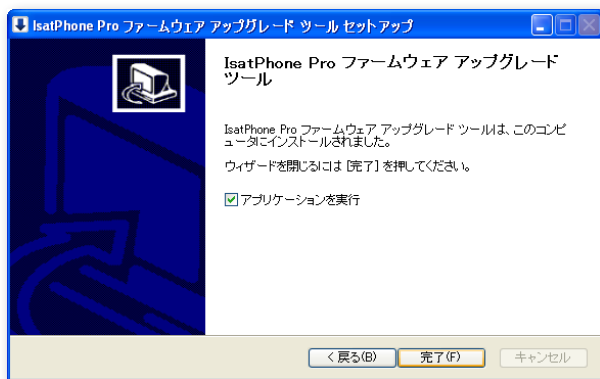 IsatPhone Pro ファームウェア アップグレード ツール セットアップ
IsatPhone Pro ファームウェア アップグレード
ツール
IsatPhone Pro ファームウェア アップグレード ツールは、このコンピ
ュータにインストールされました。
ウィザードを閉じるには [完了] を押してください。
アプリケーションを実行
< 戻る(B)
完了(F)
キャンセル